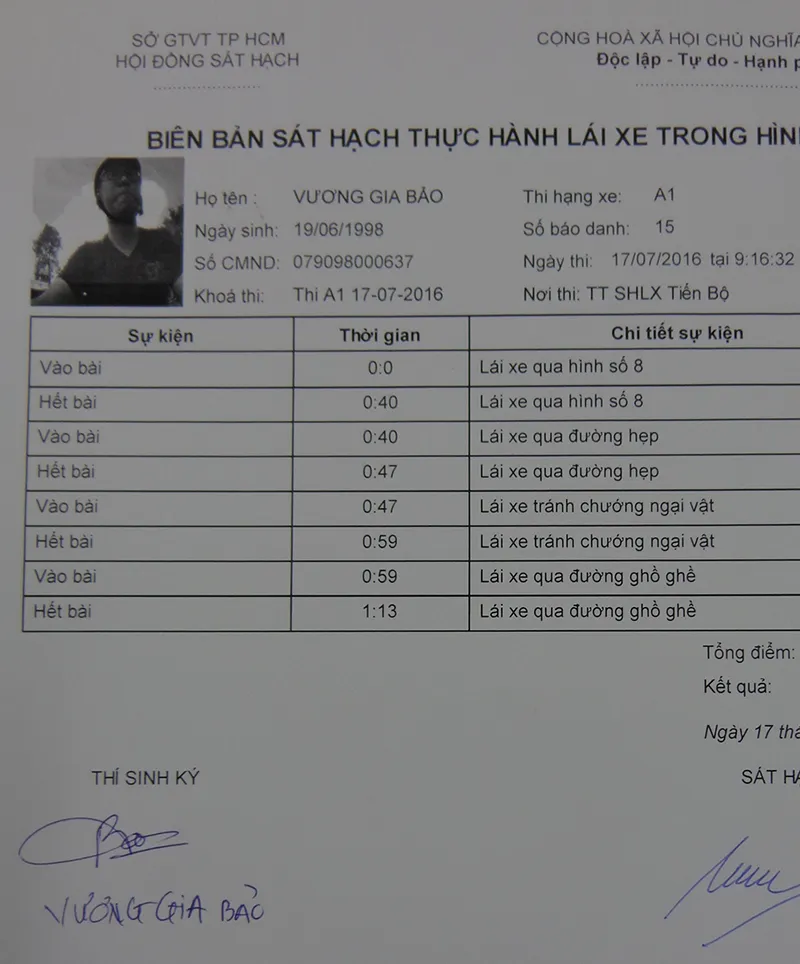 SỞ GTVT TP HCM
HỘI ĐỒNG SÁT HẠCH
CỘNG HOÀ XÃ HỘI CHỦ NGHĨA
Độc lập - Tự do - Hạnh p
BIÊN BẢN SÁT HẠCH THỰC HÀNH LÁI XE TRONG HÌN
Họ tên : VƯƠNG GIA BẢO Thi hạng xe: A1
Ngày sinh: 19/06/1998 Số báo danh: 15
Số CMND: 079098000637 Ngày thi: 17/07/2016 tại 9:16:32
Khoá thi: Thi A1 17-07-2016 Nơi thi: TT SHLX Tiến Bộ
Sự kiện Thời gian Chi tiết sự kiện
Vào bài 0:0 Lái xe qua hình số 8
Hết bài 0:40 Lái xe qua hình số 8
Vào bài 0:40 Lái xe qua đường hẹp
Hết bài 0:47 Lái xe qua đường hẹp
Vào bài 0:47 Lái xe tránh chướng ngại vật
Hết bài 0:59 Lái xe tránh chướng ngại vật
Vào bài 0:59 Lái xe qua đường ghồ ghề
Hết bài 1:13 Lái xe qua đường ghồ ghề
Tổng điểm:
Kết quả:
Ngày 17 thá
THÍ SINH KÝ SÁT HẠ
VƯƠNG GIA BẢO